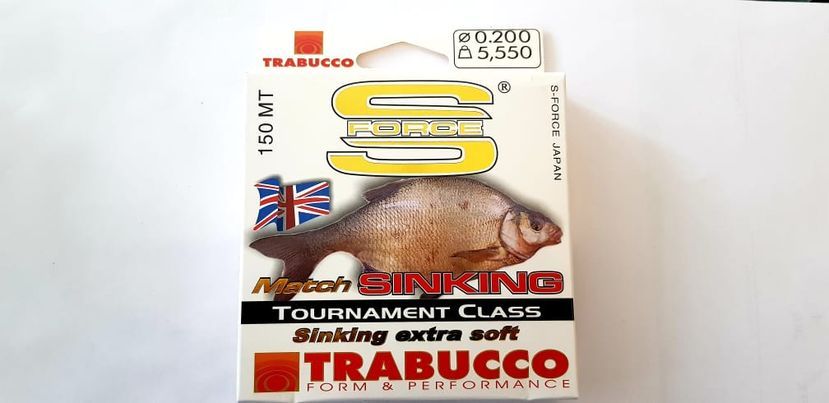 TRABUCCO
Ø 0.200
5,550
150 MT
S FORCE®
S-FORCE JAPAN
Match SINKING
TOURNAMENT CLASS
Sinking extra soft
TRABUCCO
FORM & PERFORMANCE